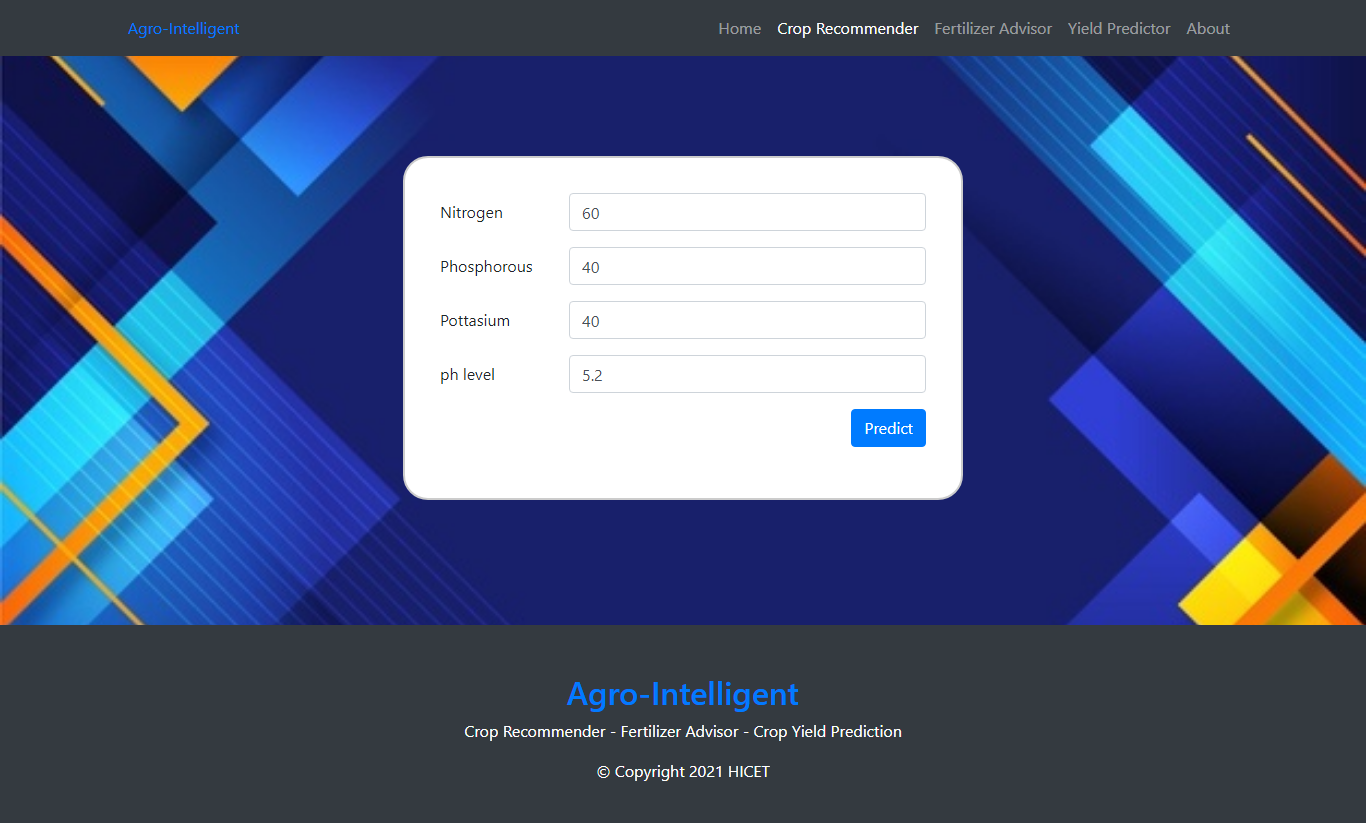 Agro-Intelligent Home Crop Recommender Fertilizer Advisor Yield Predictor About
Nitrogen 60
Phosphorous 40
Pottasium 40
ph level 5.2
Predict
Agro-Intelligent
Crop Recommender - Fertilizer Advisor - Crop Yield Prediction
© Copyright 2021 HICET